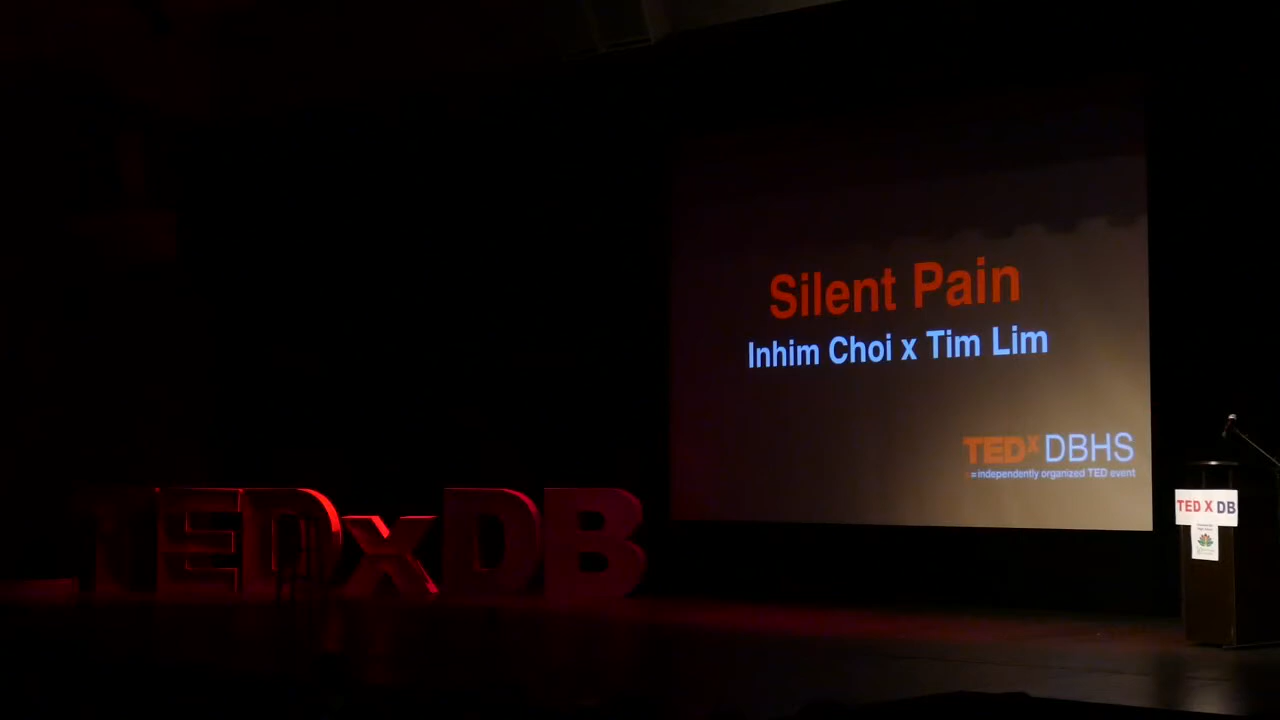 Silent Pain
Inhim Choi x Tim Lim
TEDx DBHS
x = independently organized TED event
TEDxDB
TED X DB